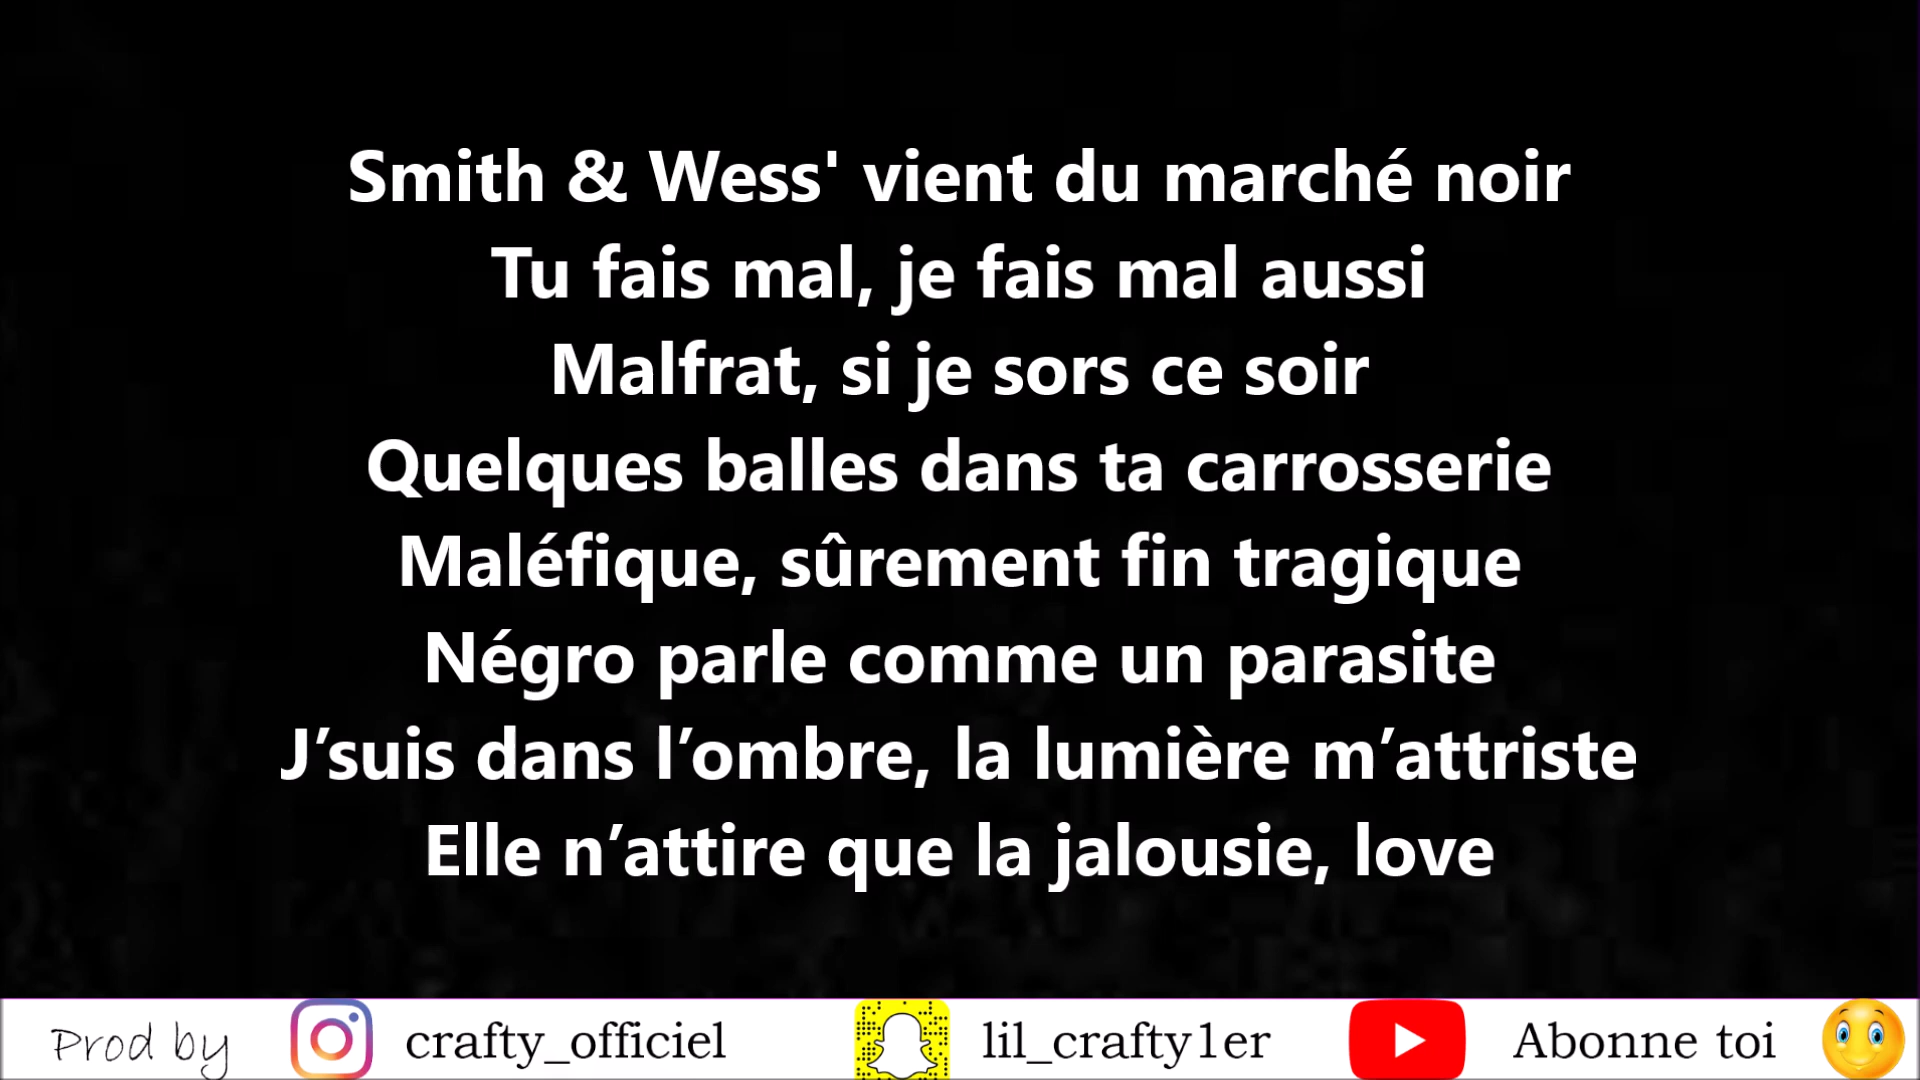 Smith & Wess' vient du marché noir
Tu fais mal, je fais mal aussi
Malfrat, si je sors ce soir
Quelques balles dans ta carrosserie
Maléfique, sûrement fin tragique
Négro parle comme un parasite
J’suis dans l’ombre, la lumière m’attriste
Elle n’attire que la jalousie, love
Prod by crafty_officiel lil_crafty1er Abonne toi